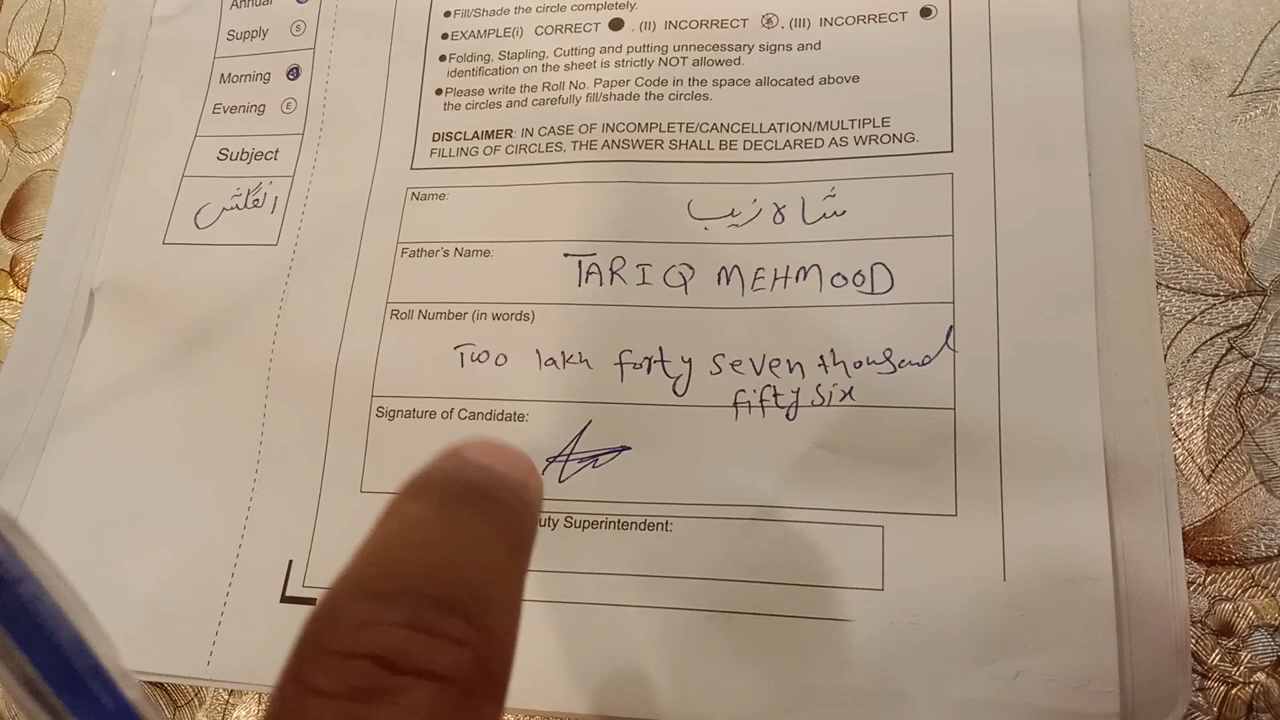 Annual
Supply S
Morning
Evening E
Subject
انگلش
●Fill/Shade the circle completely.
●EXAMPLE(i) CORRECT ● . (II) INCORRECT , (III) INCORRECT
●Folding, Stapling, Cutting and putting unnecessary signs and
identification on the sheet is strictly NOT allowed.
●Please write the Roll No. Paper Code in the space allocated above
the circles and carefully fill/shade the circles.
DISCLAIMER: IN CASE OF INCOMPLETE/CANCELLATION/MULTIPLE
FILLING OF CIRCLES, THE ANSWER SHALL BE DECLARED AS WRONG.
Name: شاہ زیب
Father's Name: TARIQ MEHMOOD
Roll Number (in words)
Two lakh forty seven thousand
fifty six
Signature of Candidate:
Superintendent: